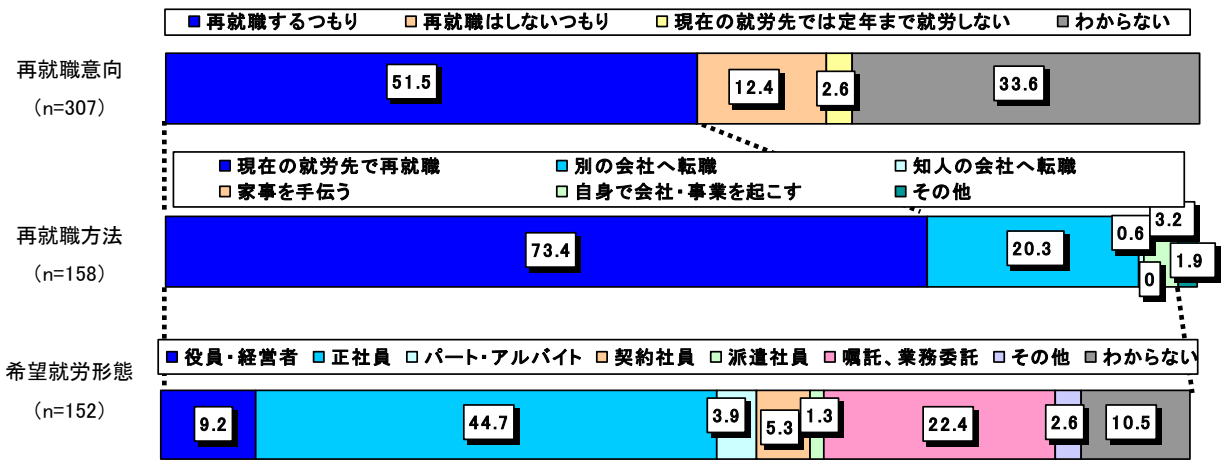 再就職するつもり 再就職はしないつもり 現在の就労先では定年まで就労しない わからない
再就職意向
(n=307)
51.5 12.4 2.6 33.6
現在の就労先で再就職 別の会社へ転職 知人の会社へ転職
家事を手伝う 自身で会社・事業を起こす その他
再就職方法
(n=158)
73.4 20.3 0.6 0 3.2 1.9
役員・経営者 正社員 パート・アルバイト 契約社員 派遣社員 嘱託、業務委託 その他 わからない
希望就労形態
(n=152)
9.2 44.7 3.9 5.3 1.3 22.4 2.6 10.5